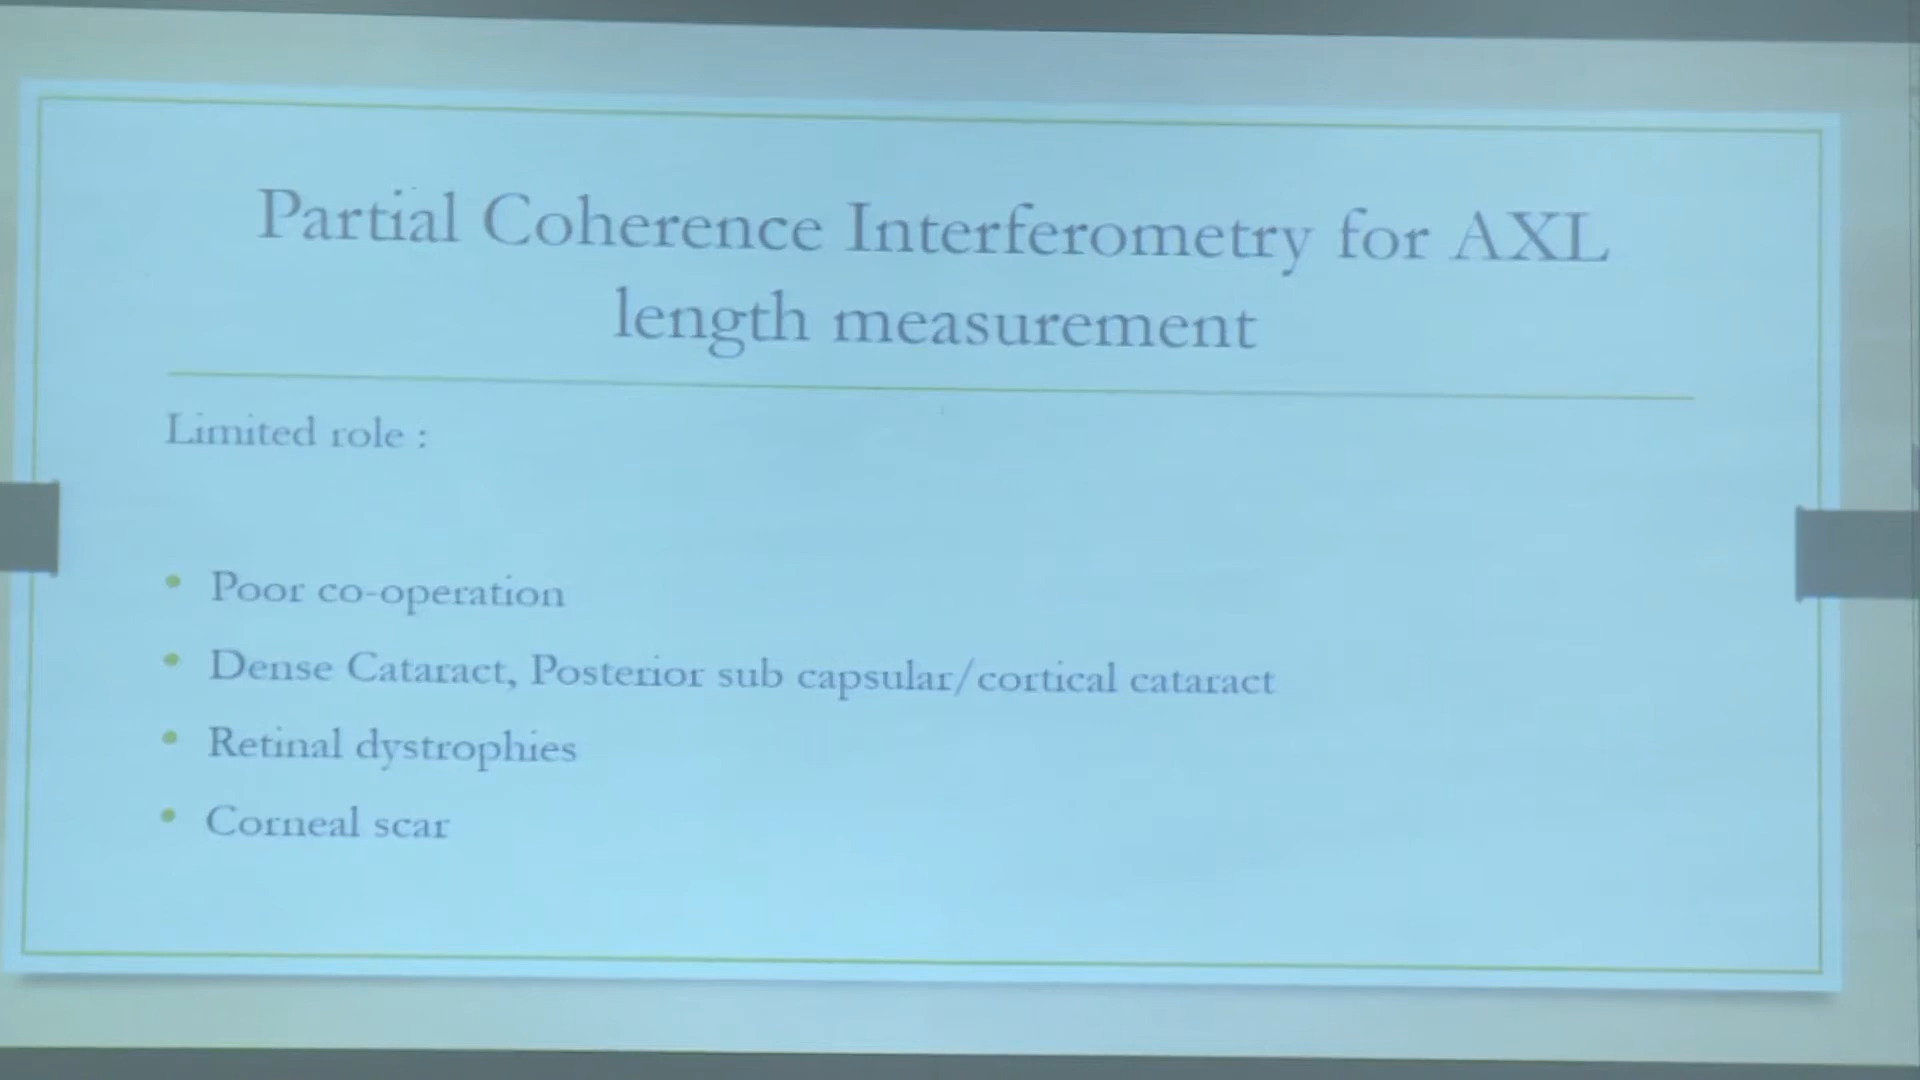 Partial Coherence Interferometry for AXL
length measurement
Limited role :
• Poor co-operation
• Dense Cataract, Posterior sub capsular/cortical cataract
• Retinal dystrophies
• Corneal scar